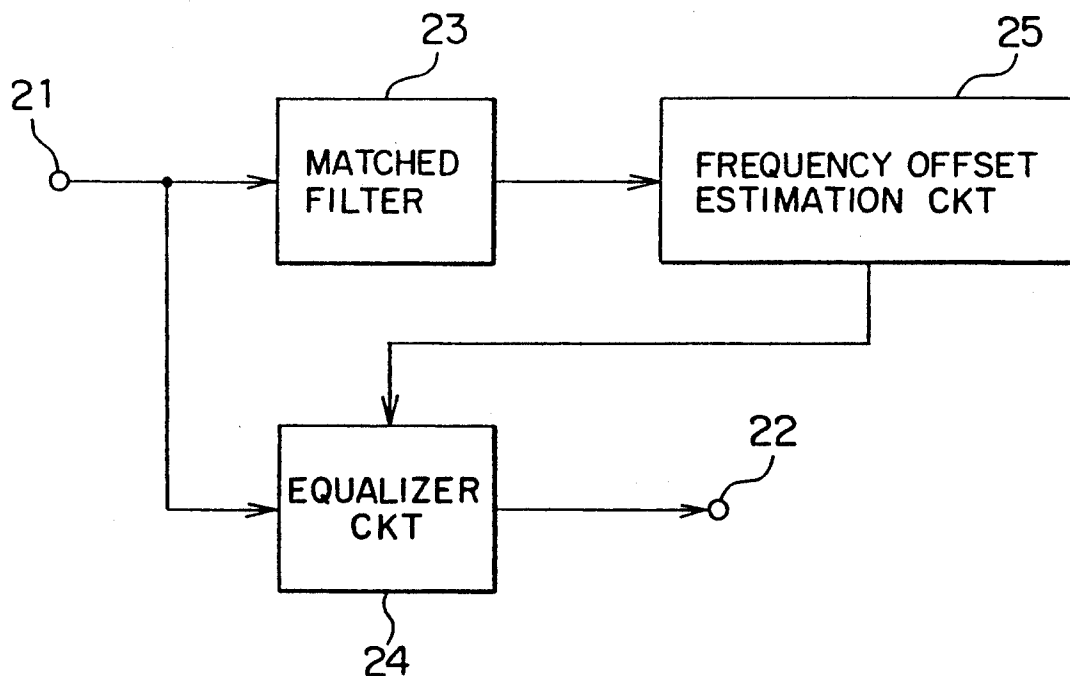 23
25
21
MATCHED
FILTER
FREQUENCY OFFSET
ESTIMATION CKT
22
EQUALIZER
CKT
24